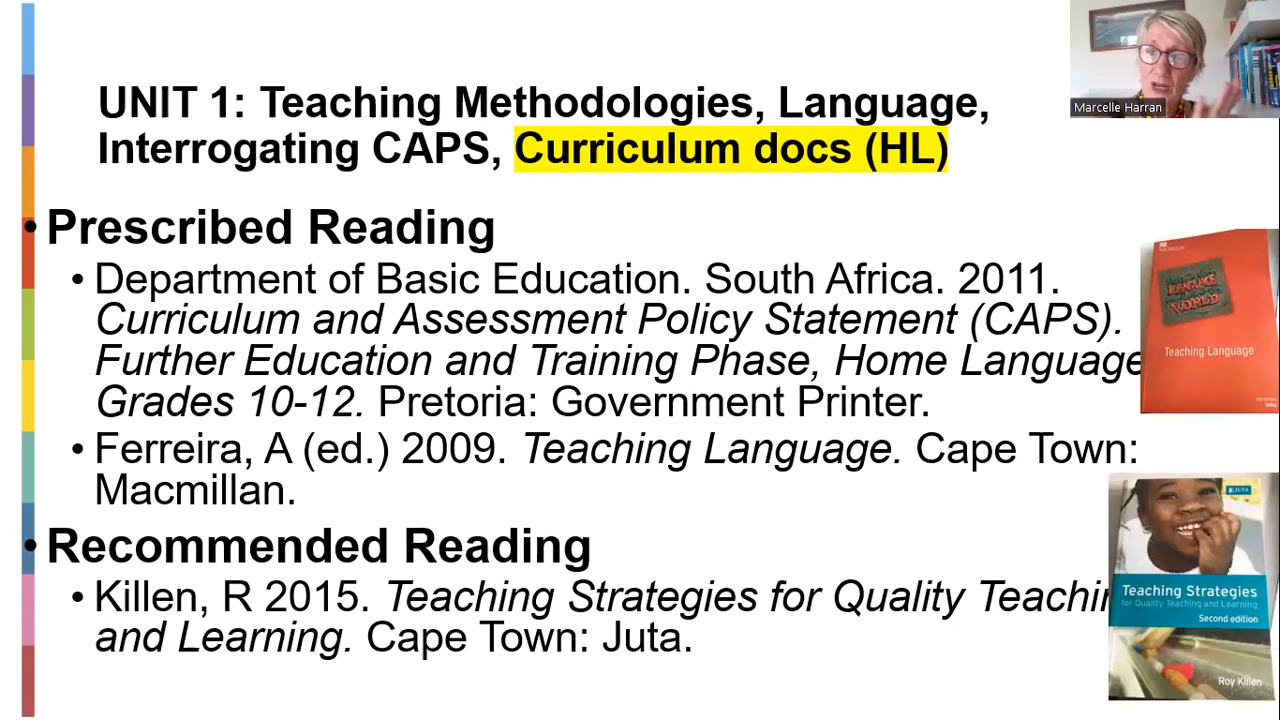 Marcelle Harran
UNIT 1: Teaching Methodologies, Language,
Interrogating CAPS, Curriculum docs (HL)
• Prescribed Reading
• Department of Basic Education. South Africa. 2011.
Curriculum and Assessment Policy Statement (CAPS).
Further Education and Training Phase, Home Language
Grades 10-12. Pretoria: Government Printer.
• Ferreira, A (ed.) 2009. Teaching Language. Cape Town:
Macmillan.
• Recommended Reading
• Killen, R 2015. Teaching Strategies for Quality Teachin
and Learning. Cape Town: Juta.
MACMILLAN
WORLD
Teaching Language
JUTA
Teaching Strategies
for Quality Teaching and Learning
Second edition
Roy Killen